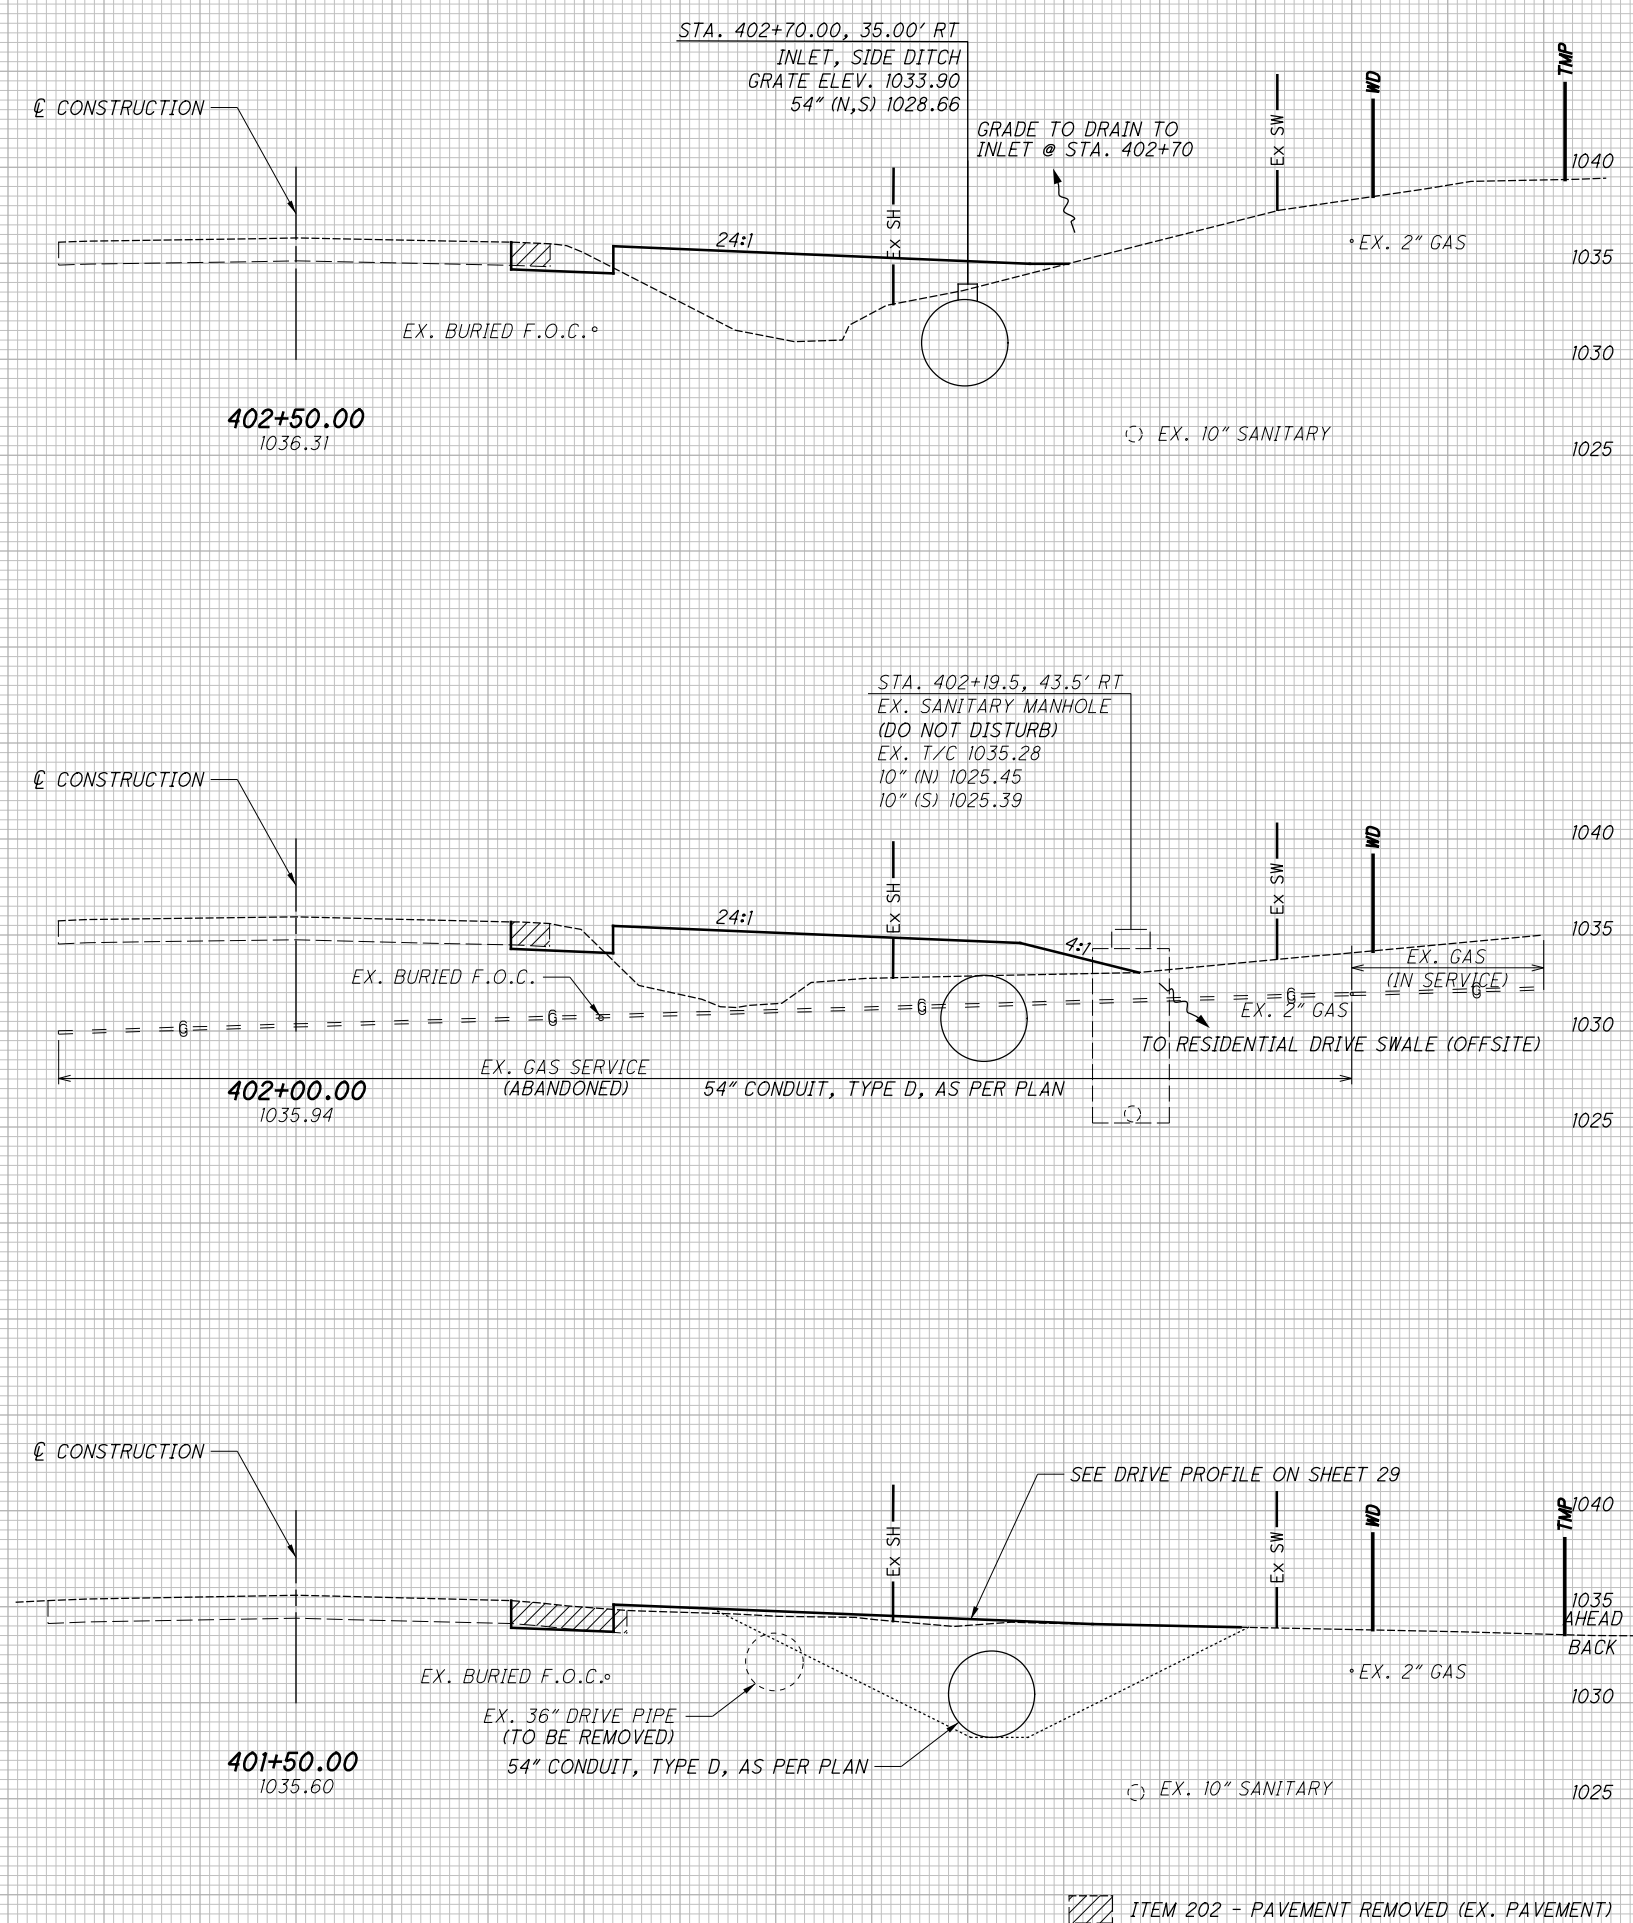 STA. 402+70.00, 35.00' RT
INLET, SIDE DITCH
GRATE ELEV. 1033.90
54" (N,S) 1028.66
℄ CONSTRUCTION
GRADE TO DRAIN TO
INLET @ STA. 402+70
Ex SH
Ex SW
WD
TMP
1040
24:1
EX. 2" GAS
1035
EX. BURIED F.O.C.
1030
402+50.00
1036.31
EX. 10" SANITARY
1025
STA. 402+19.5, 43.5' RT
EX. SANITARY MANHOLE
(DO NOT DISTURB)
EX. T/C 1035.28
10" (N) 1025.45
10" (S) 1025.39
℄ CONSTRUCTION
Ex SH
Ex SW
WD
1040
24:1
4:1
1035
EX. GAS
(IN SERVICE)
EX. BURIED F.O.C.
G
G
G
G
G
EX. 2" GAS
1030
TO RESIDENTIAL DRIVE SWALE (OFFSITE)
EX. GAS SERVICE
(ABANDONED)
54" CONDUIT, TYPE D, AS PER PLAN
402+00.00
1035.94
1025
℄ CONSTRUCTION
SEE DRIVE PROFILE ON SHEET 29
Ex SH
Ex SW
WD
TMP
1040
1035
AHEAD
BACK
EX. BURIED F.O.C.
EX. 2" GAS
1030
EX. 36" DRIVE PIPE
(TO BE REMOVED)
54" CONDUIT, TYPE D, AS PER PLAN
401+50.00
1035.60
EX. 10" SANITARY
1025
ITEM 202 - PAVEMENT REMOVED (EX. PAVEMENT)